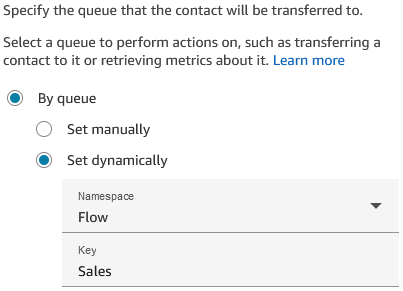 Specify the queue that the contact will be transferred to.
Select a queue to perform actions on, such as transferring a
contact to it or retrieving metrics about it. Learn more
By queue
Set manually
Set dynamically
Namespace
Flow
Key
Sales